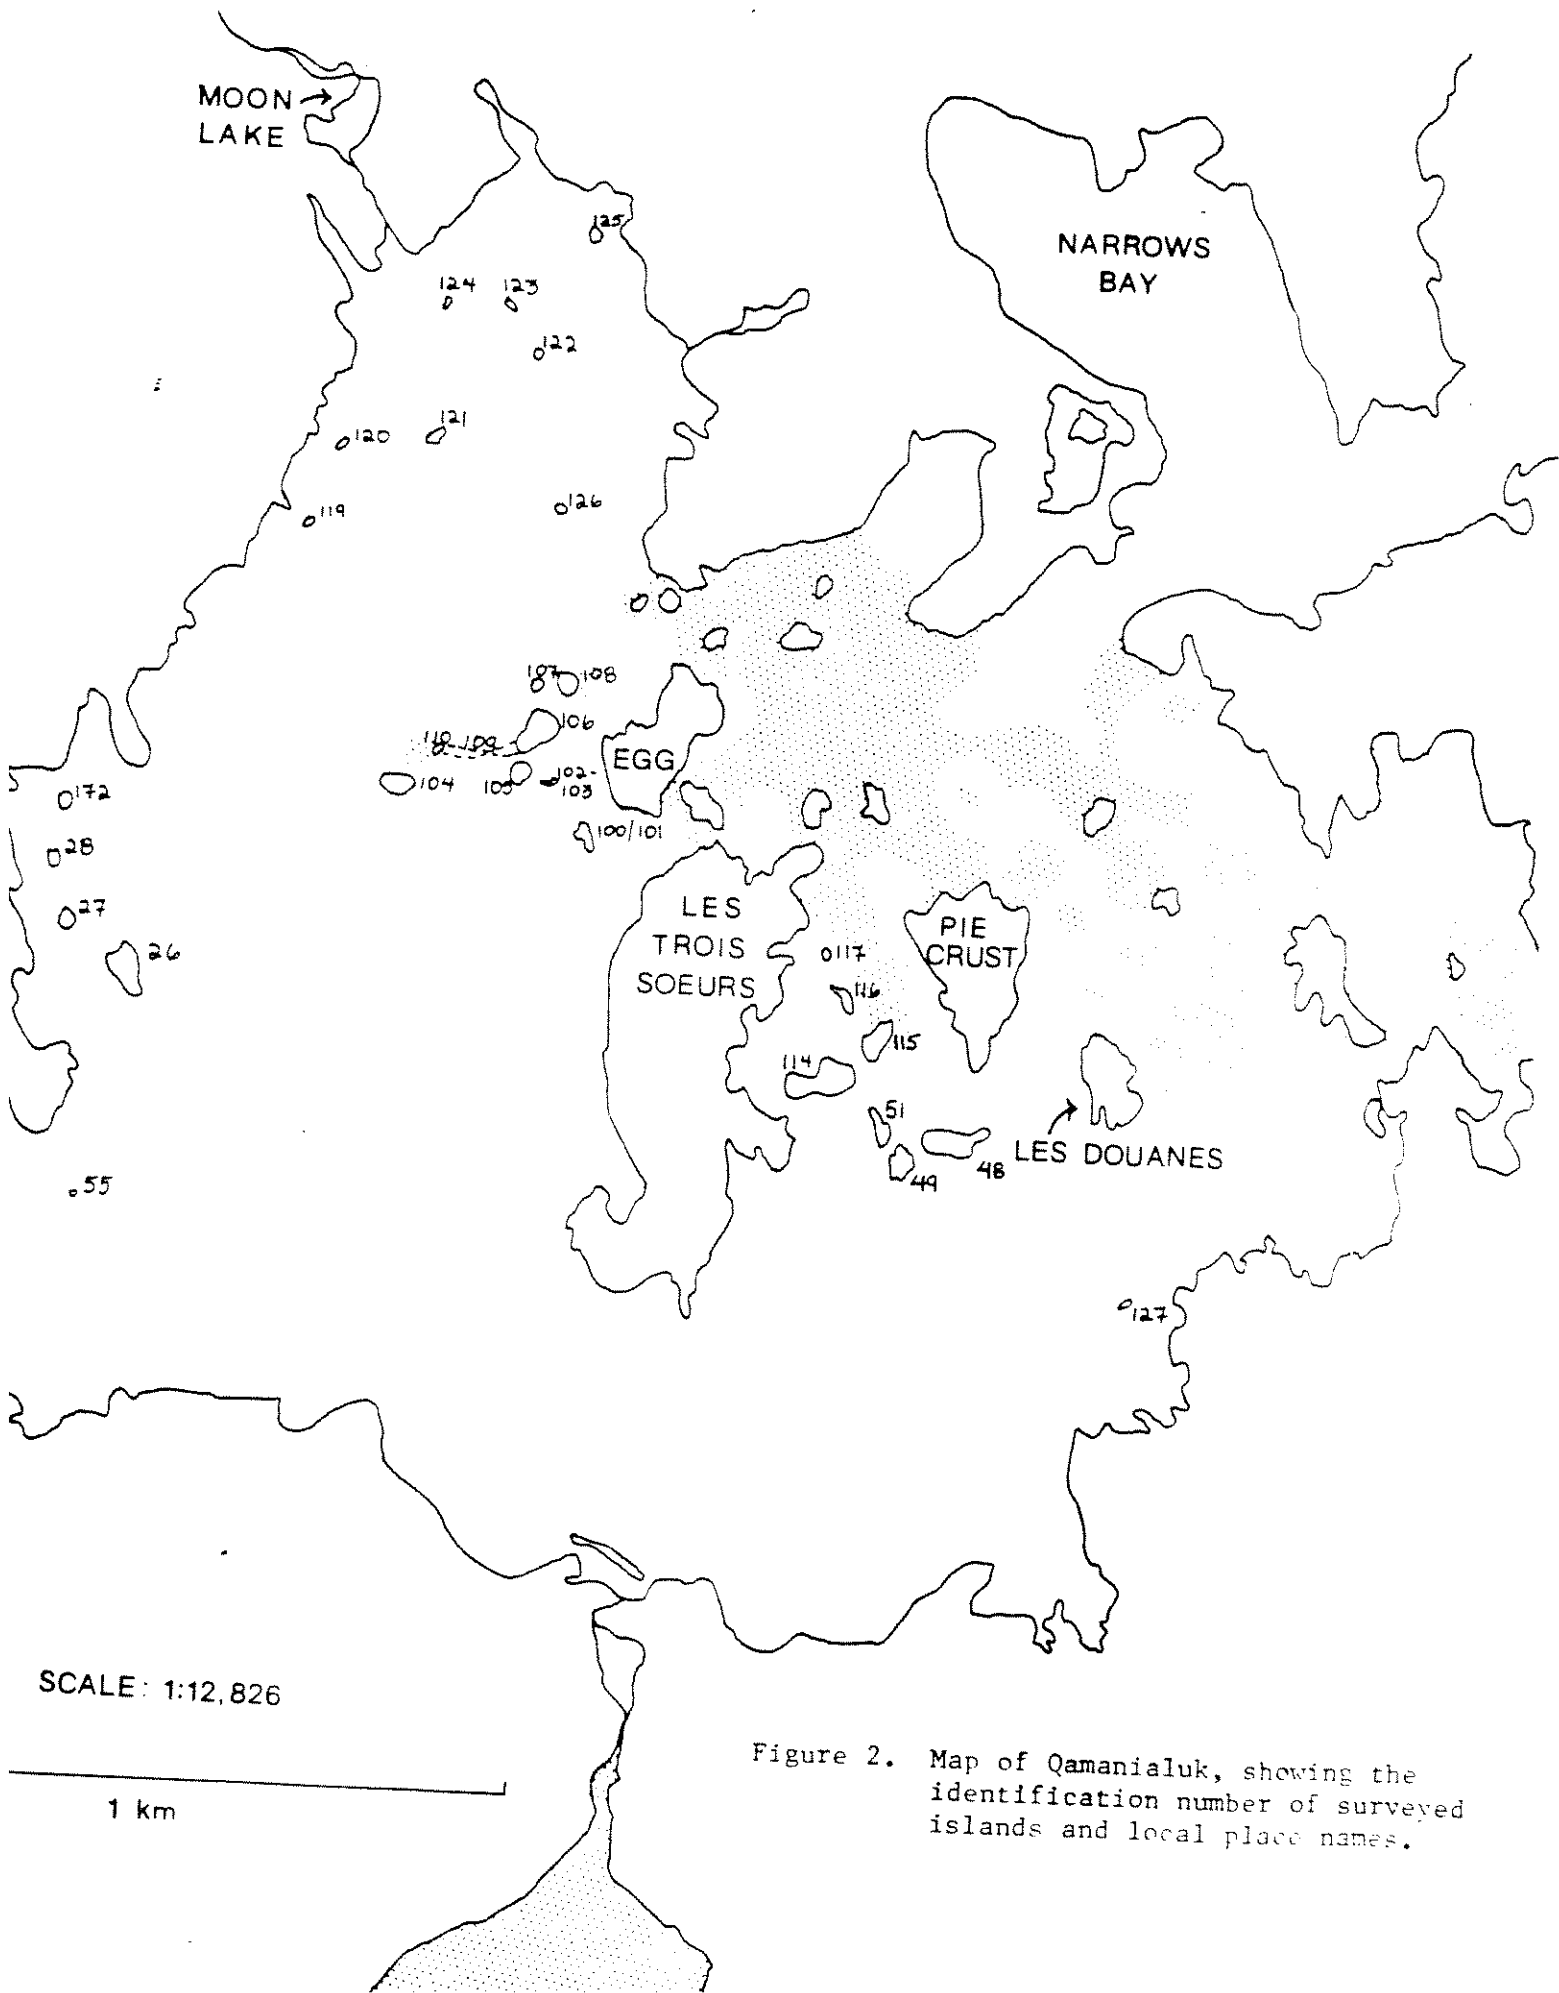 MOON
LAKE
125
NARROWS
BAY
124
123
122
121
120
126
119
107
108
106
110-109
EGG
104
105
102-
103
172
100/101
28
27
26
LES
TROIS
SOEURS
PIE
CRUST
117
116
115
114
51
LES DOUANES
48
49
55
127
SCALE: 1:12,826
1 km
Figure 2. Map of Qamanialuk, showing the
identification number of surveyed
islands and local place names.